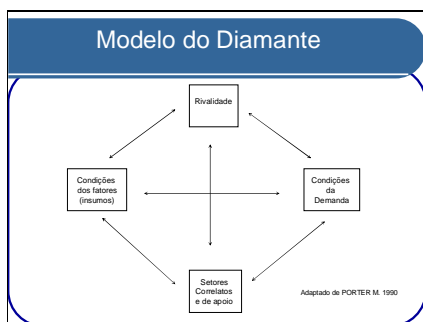 Modelo do Diamante
Rivalidade
Condições
dos fatores
(insumos)
Condições
da
Demanda
Setores
Correlatos
e de apoio
Adaptado de PORTER M. 1990